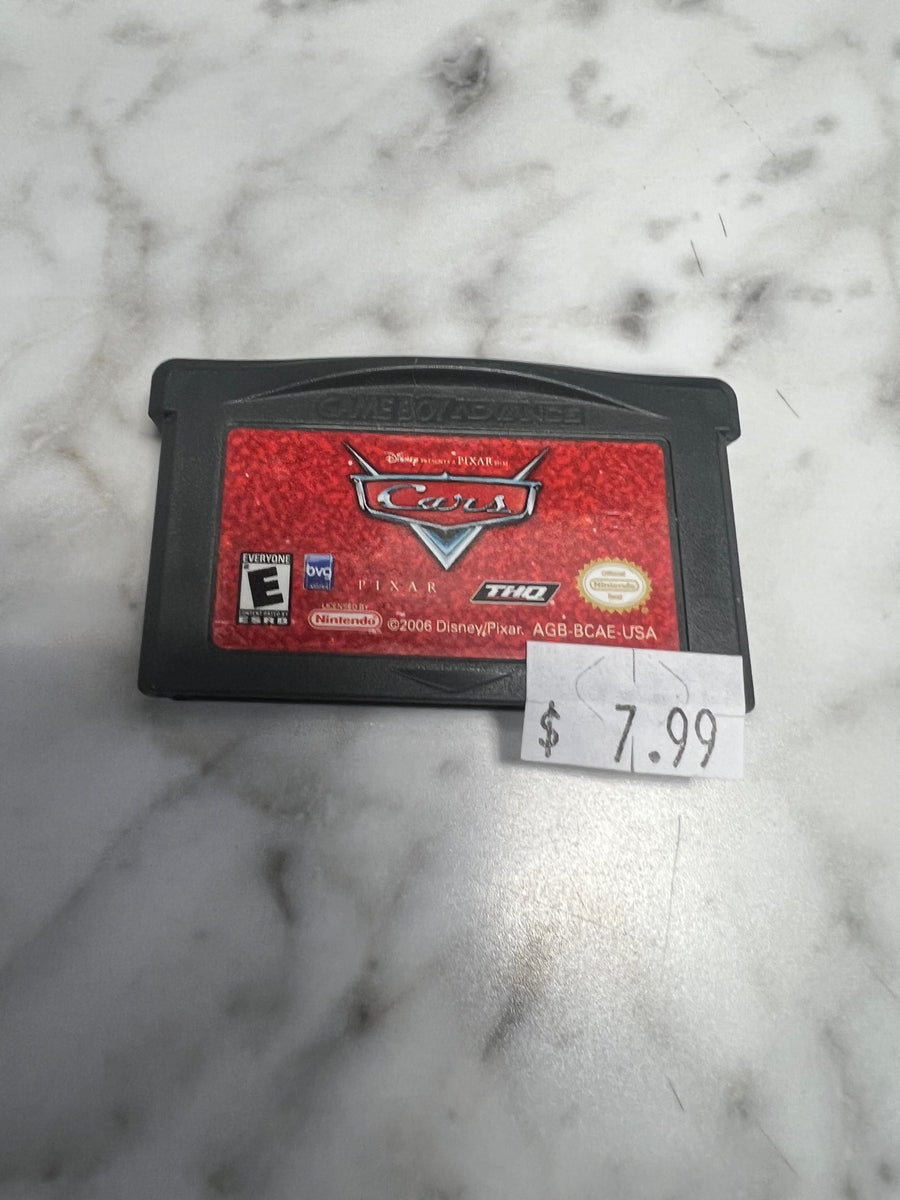 GAME BOY ADVANCE
Disney PRESENTS A PIXAR FILM
Cars
EVERYONE
E
CONTENT RATED BY
ESRB
bvg
PIXAR
THQ
Official
Nintendo
Seal
LICENSED BY
Nintendo
©2006 Disney/Pixar. AGB-BCAE-USA
$ 7.99